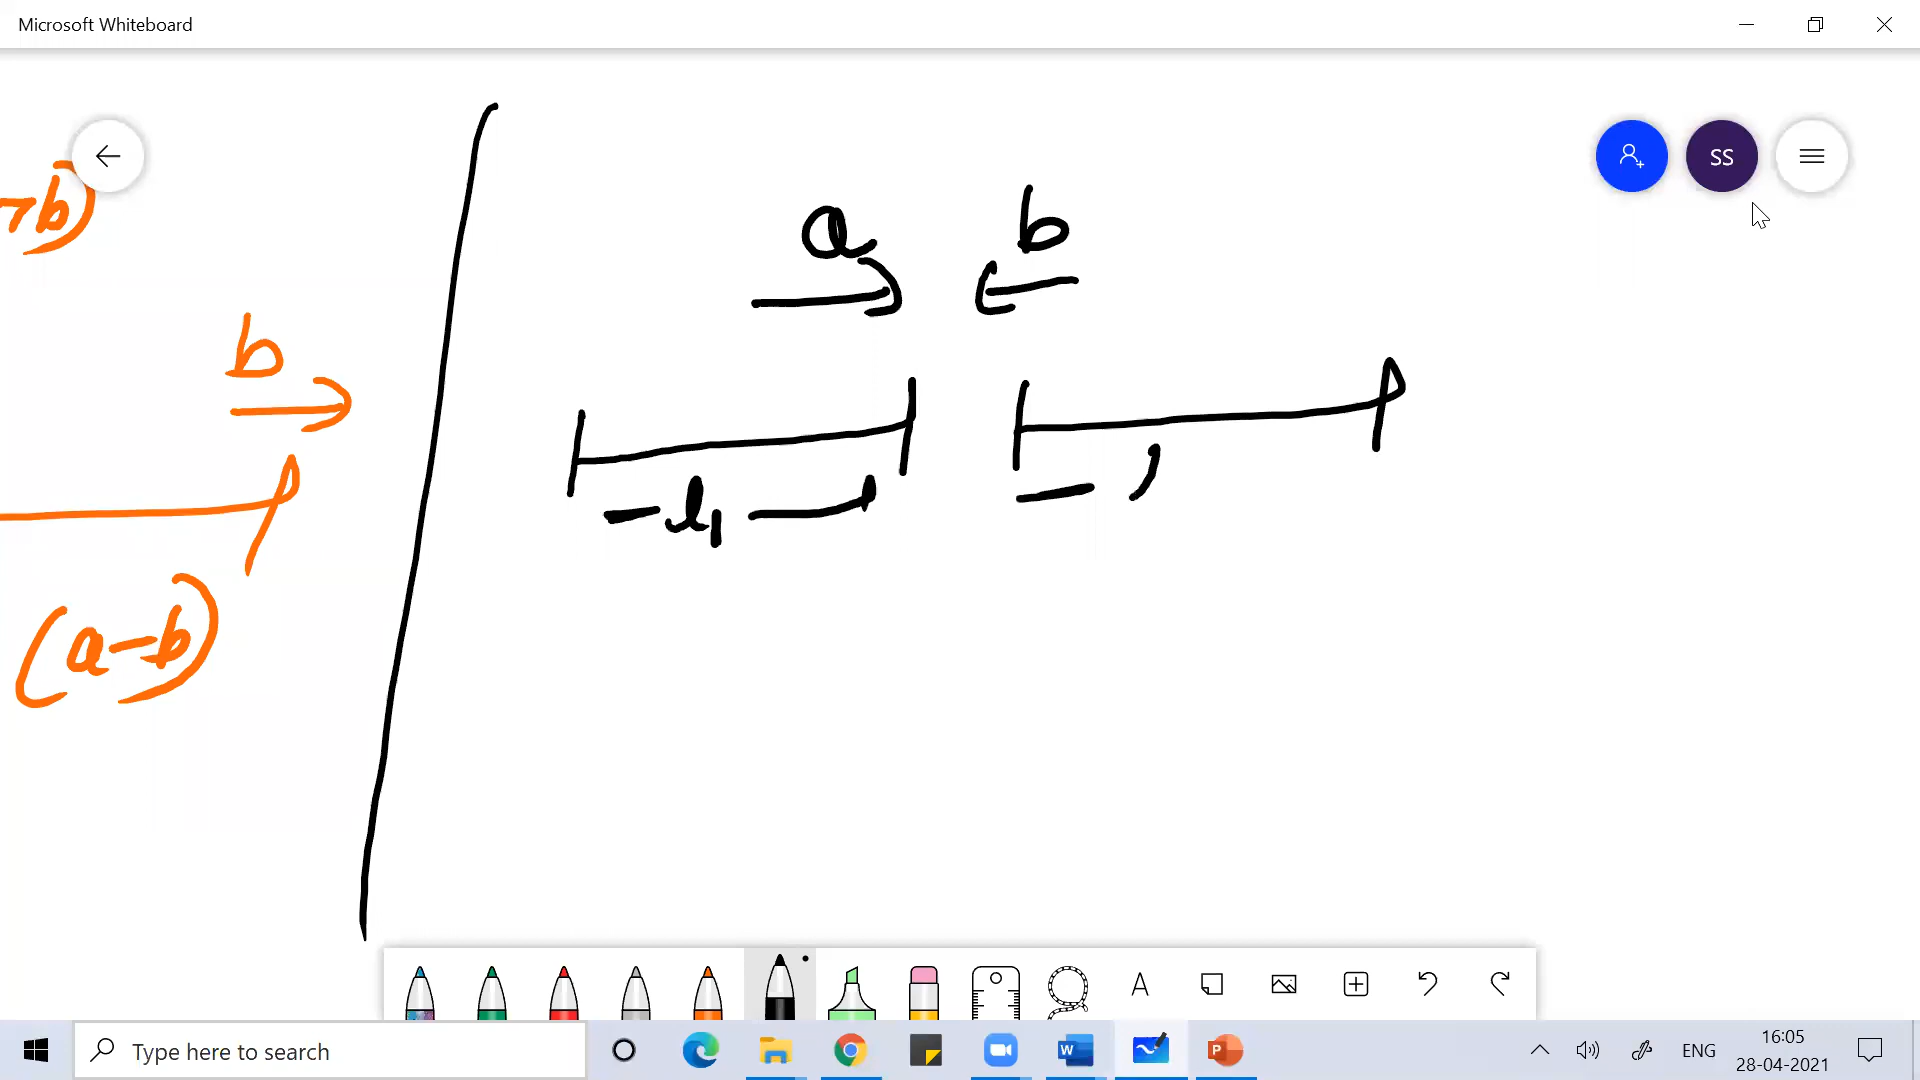 Microsoft Whiteboard
b)
SS
a b
b
l1
(a-b)
A
Type here to search
W
P
ENG
16:05
28-04-2021